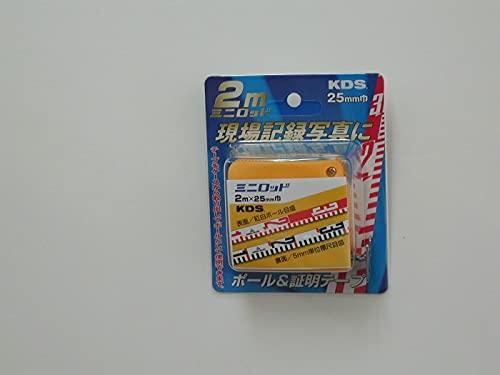 2m
ミニロッド
KDS
25mm巾
現場記録写真に
ミニロッド
2m×25mm巾
KDS
表面／紅白ポール目盛
裏面／5mm単位標尺目盛
ポール&証明テープ